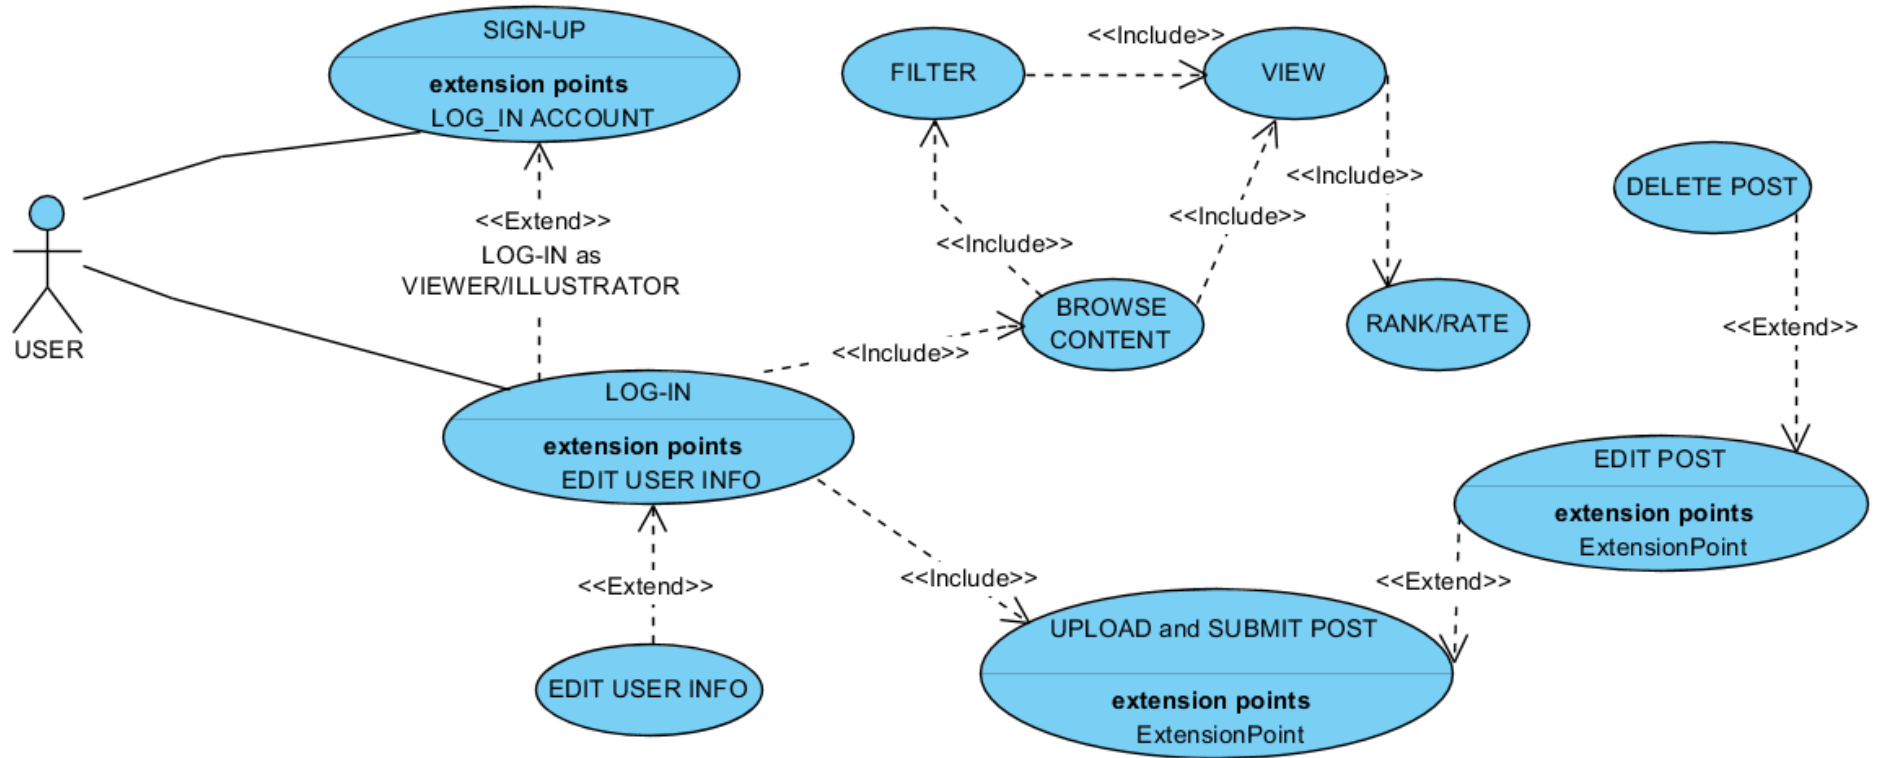 SIGN-UP
extension points
LOG_IN ACCOUNT
FILTER
<<Include>>
VIEW
DELETE POST
<<Include>>
<<Include>>
<<Extend>>
LOG-IN as
VIEWER/ILLUSTRATOR
<<Include>>
USER
BROWSE
CONTENT
RANK/RATE
<<Extend>>
<<Include>>
LOG-IN
extension points
EDIT USER INFO
EDIT POST
extension points
ExtensionPoint
<<Extend>>
<<Include>>
<<Extend>>
UPLOAD and SUBMIT POST
extension points
ExtensionPoint
EDIT USER INFO